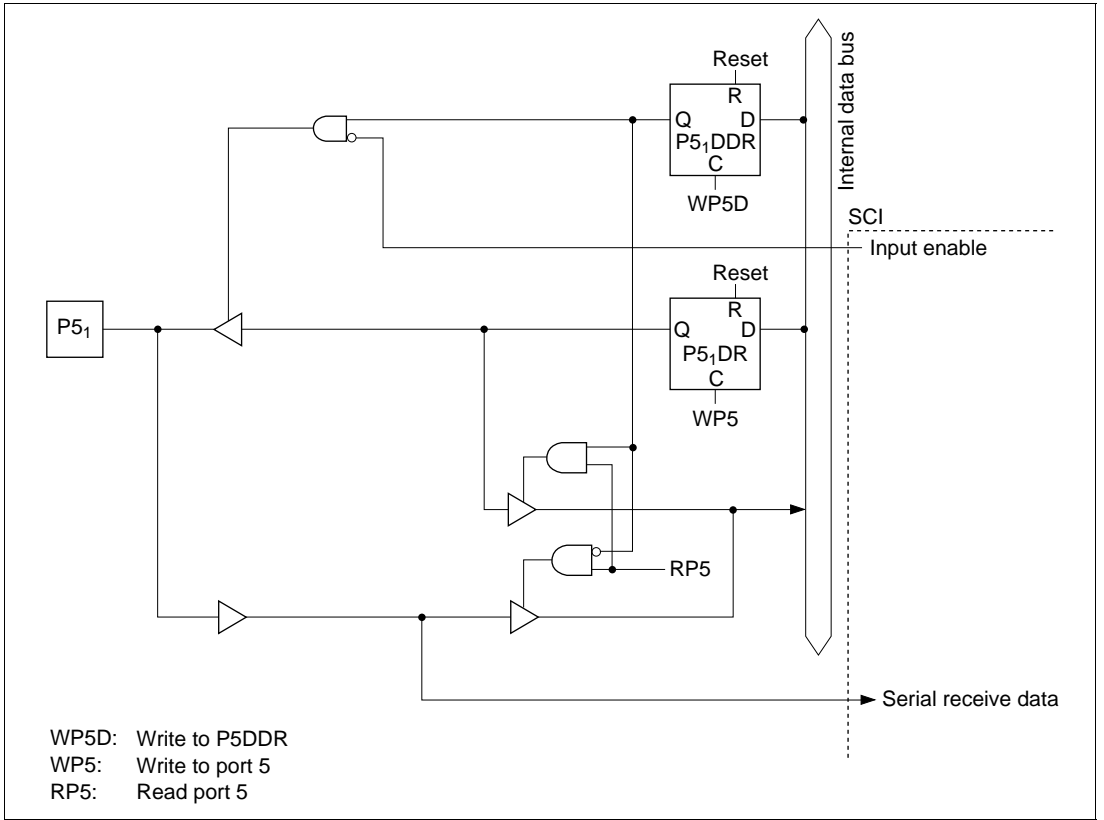 Reset
R
Q D
P5₁DDR
C
WP5D
Internal data bus
SCI
Input enable
Reset
R
P5₁
Q D
P5₁DR
C
WP5
RP5
Serial receive data
WP5D: Write to P5DDR
WP5: Write to port 5
RP5: Read port 5